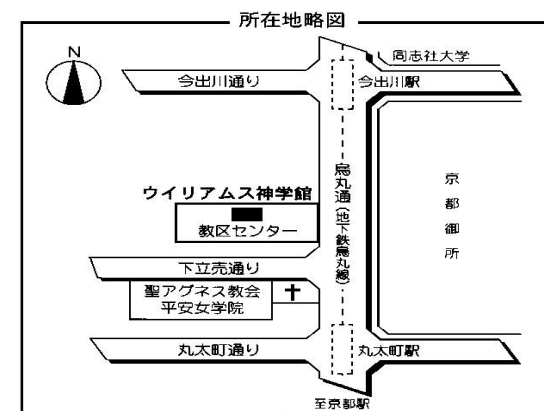 所在地略図
N
同志社大学
今出川通り
今出川駅
烏丸通(地下鉄烏丸線)
京都御所
ウイリアムス神学館
教区センター
下立売通り
聖アグネス教会
平安女学院
丸太町通り
丸太町駅
至京都駅